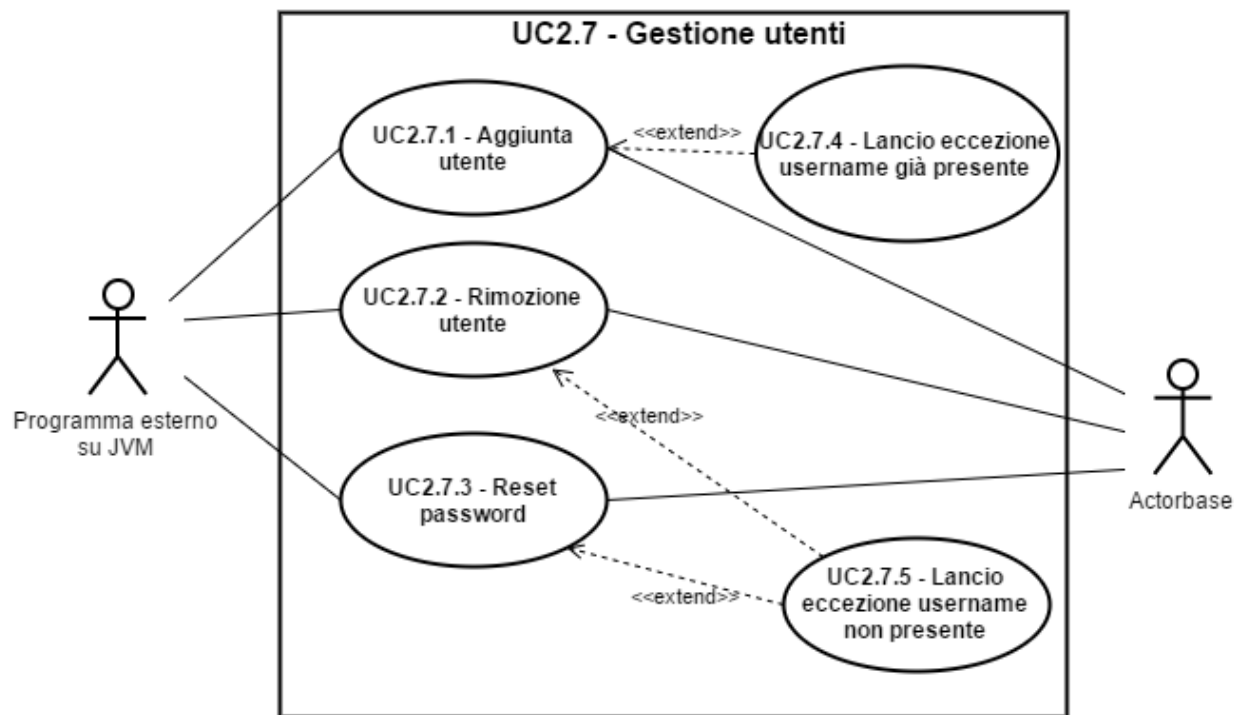 UC2.7 - Gestione utenti
UC2.7.1 - Aggiunta
utente
<<extend>>
UC2.7.4 - Lancio eccezione
username già presente
UC2.7.2 - Rimozione
utente
Programma esterno
su JVM
<<extend>>
UC2.7.3 - Reset
password
Actorbase
<<extend>>
UC2.7.5 - Lancio
eccezione username
non presente